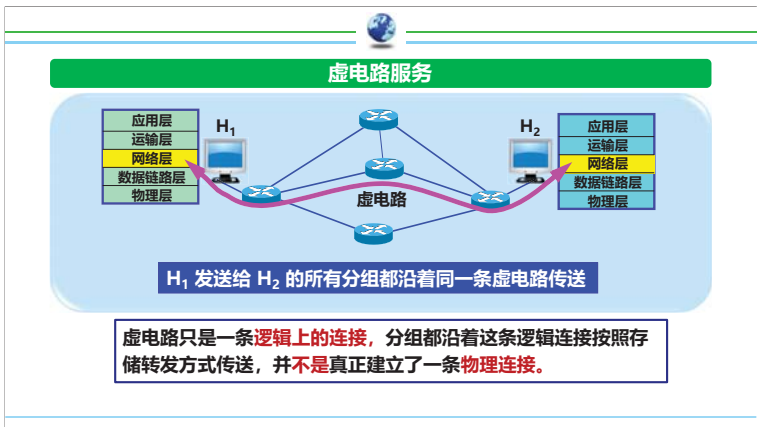 虚电路服务
应用层
运输层
网络层
数据链路层
物理层
H₁
H₂
应用层
运输层
网络层
数据链路层
物理层
虚电路
H₁ 发送给 H₂ 的所有分组都沿着同一条虚电路传送
虚电路只是一条逻辑上的连接，分组都沿着这条逻辑连接按照存
储转发方式传送，并不是真正建立了一条物理连接。